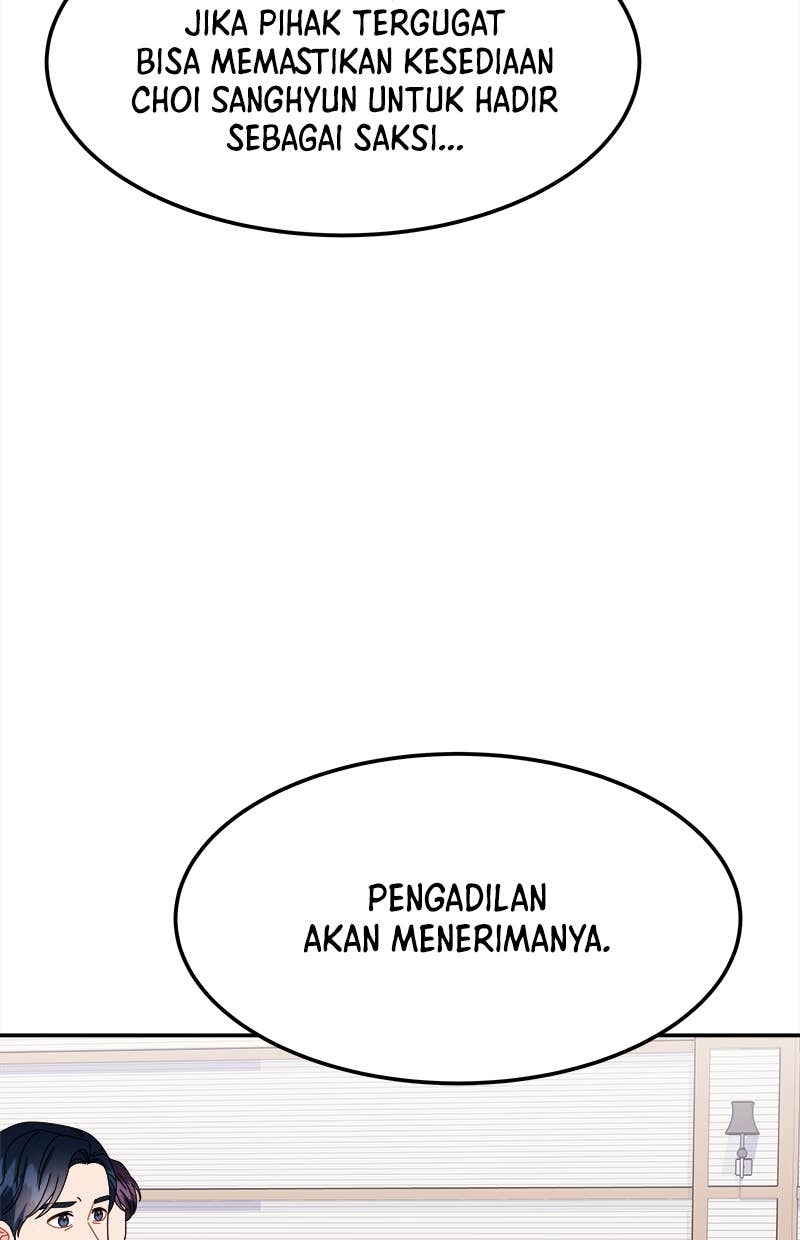 JIKA PIHAK TERGUGAT
BISA MEMASTIKAN KESEDIAAN
CHOI SANGHYUN UNTUK HADIR
SEBAGAI SAKSI...
PENGADILAN
AKAN MENERIMANYA.